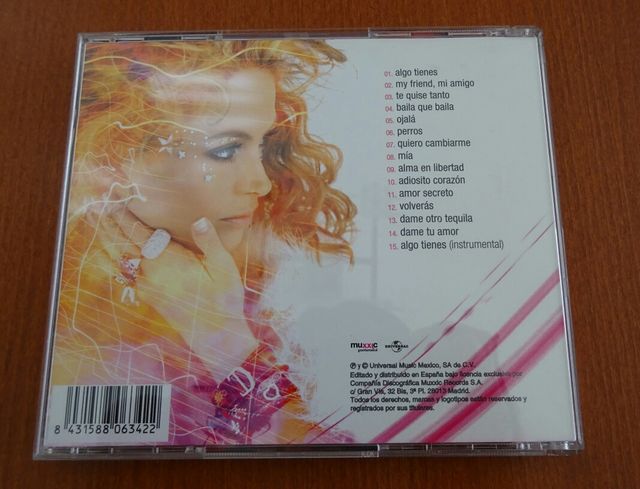 01. algo tienes
02. my friend, mi amigo
03. te quise tanto
04. baila que baila
05. ojalá
06. perros
07. quiero cambiarme
08. mía
09. alma en libertad
10. adiosito corazón
11. amor secreto
12. volverás
13. dame otro tequila
14. dame tu amor
15. algo tienes (instrumental)
muxxic
UNIVERSAL
℗ y © Universal Music Mexico, SA de C.V.
Editado y distribuido en España bajo licencia exclusiva por
Compañía Discográfica Muxxic Records S.A.
c/ Gran Vía, 32 Bis, 3ª Pl. 28013 Madrid.
Todos los derechos, marcas y logotipos están reservados y
registrados por sus titulares.
8 431588 063422